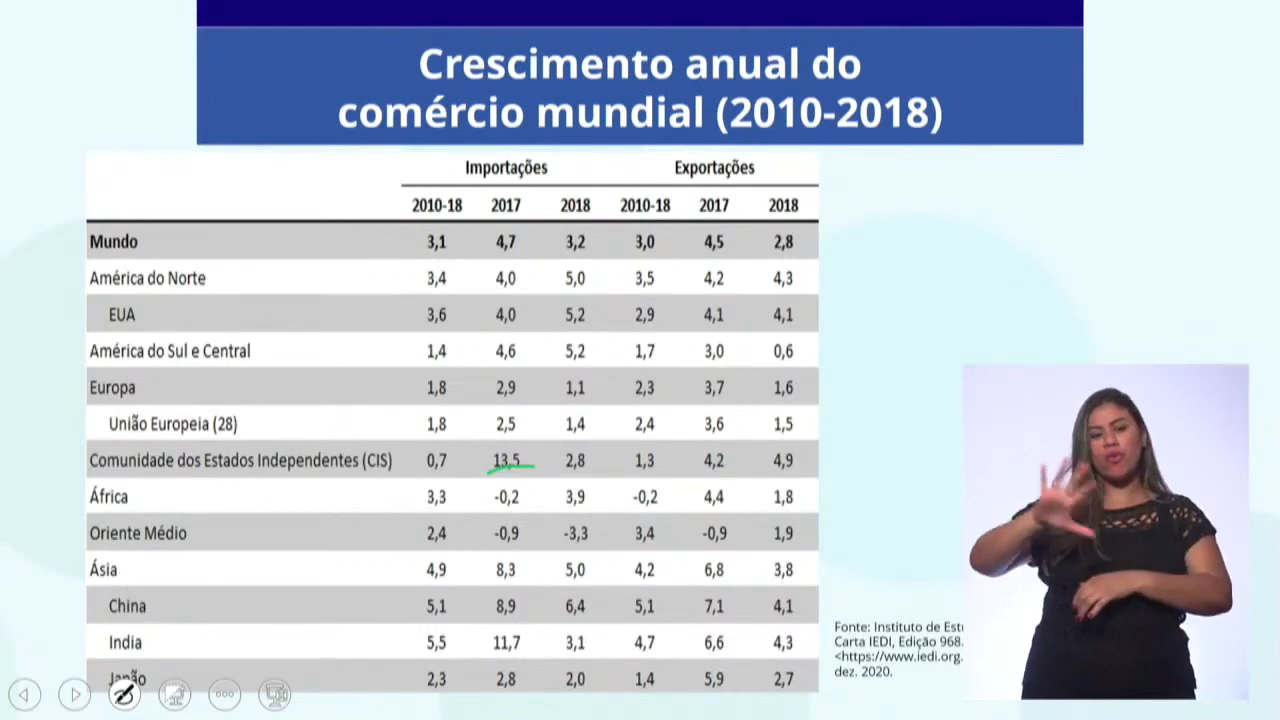 Crescimento anual do
comércio mundial (2010-2018)
Importações Exportações
2010-18 2017 2018 2010-18 2017 2018
Mundo 3,1 4,7 3,2 3,0 4,5 2,8
América do Norte 3,4 4,0 5,0 3,5 4,2 4,3
EUA 3,6 4,0 5,2 2,9 4,1 4,1
América do Sul e Central 1,4 4,6 5,2 1,7 3,0 0,6
Europa 1,8 2,9 1,1 2,3 3,7 1,6
União Europeia (28) 1,8 2,5 1,4 2,4 3,6 1,5
Comunidade dos Estados Independentes (CIS) 0,7 13,5 2,8 1,3 4,2 4,9
África 3,3 -0,2 3,9 -0,2 4,4 1,8
Oriente Médio 2,4 -0,9 -3,3 3,4 -0,9 1,9
Ásia 4,9 8,3 5,0 4,2 6,8 3,8
China 5,1 8,9 6,4 5,1 7,1 4,1
India 5,5 11,7 3,1 4,7 6,6 4,3
Japão 2,3 2,8 2,0 1,4 5,9 2,7
Fonte: Instituto de
Carta IEDI, Edição 968.
<https://www.iedi.org.
dez. 2020.